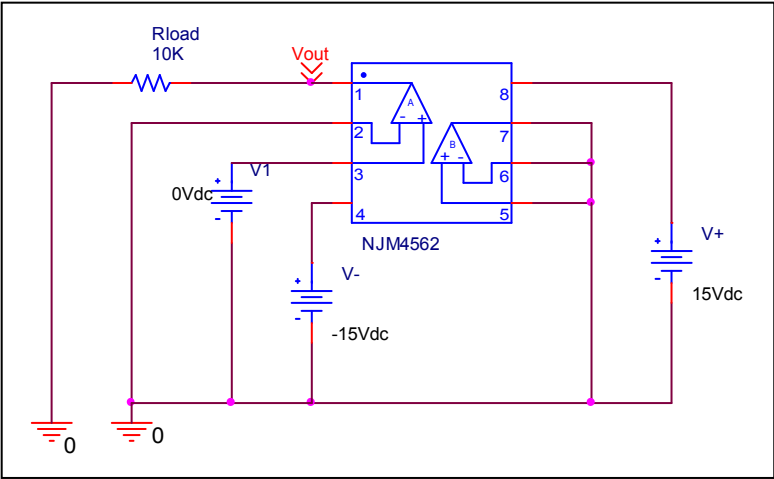 Rload
10K
Vout
1
8
A
- +
2
7
B
+ -
V1
3
6
+
0Vdc
-
4
5
NJM4562
V-
+
-
-15Vdc
V+
+
-
15Vdc
0
0